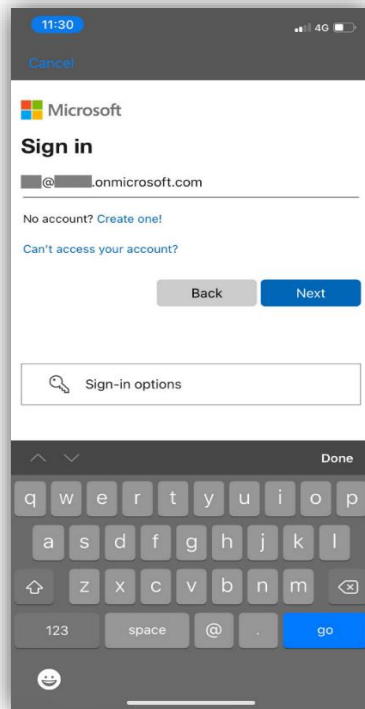 11:30
4G
Cancel
Microsoft
Sign in
@ .onmicrosoft.com
No account? Create one!
Can't access your account?
Back Next
Sign-in options
Done
q w e r t y u i o p
a s d f g h j k l
z x c v b n m
123 space @ . go